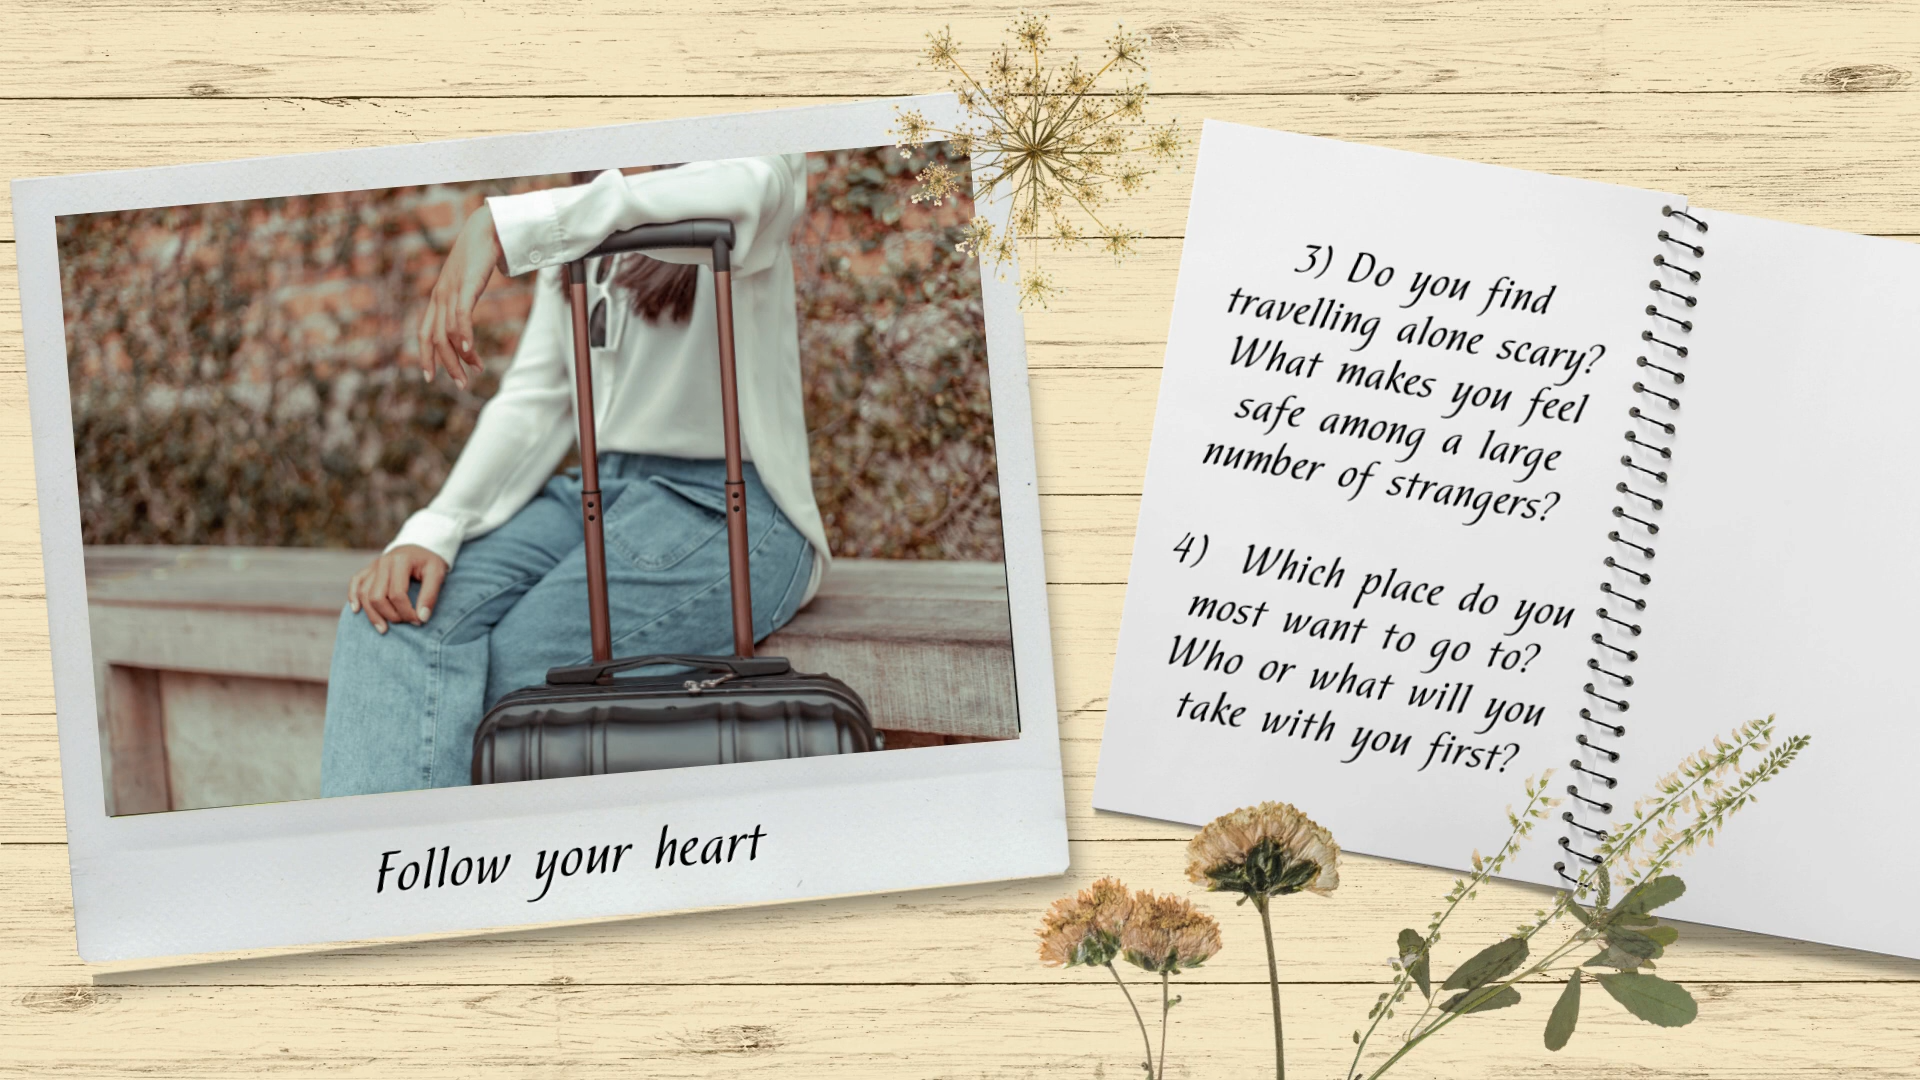 Follow your heart
3) Do you find
travelling alone scary?
What makes you feel
safe among a large
number of strangers?
4) Which place do you
most want to go to?
Who or what will you
take with you first?